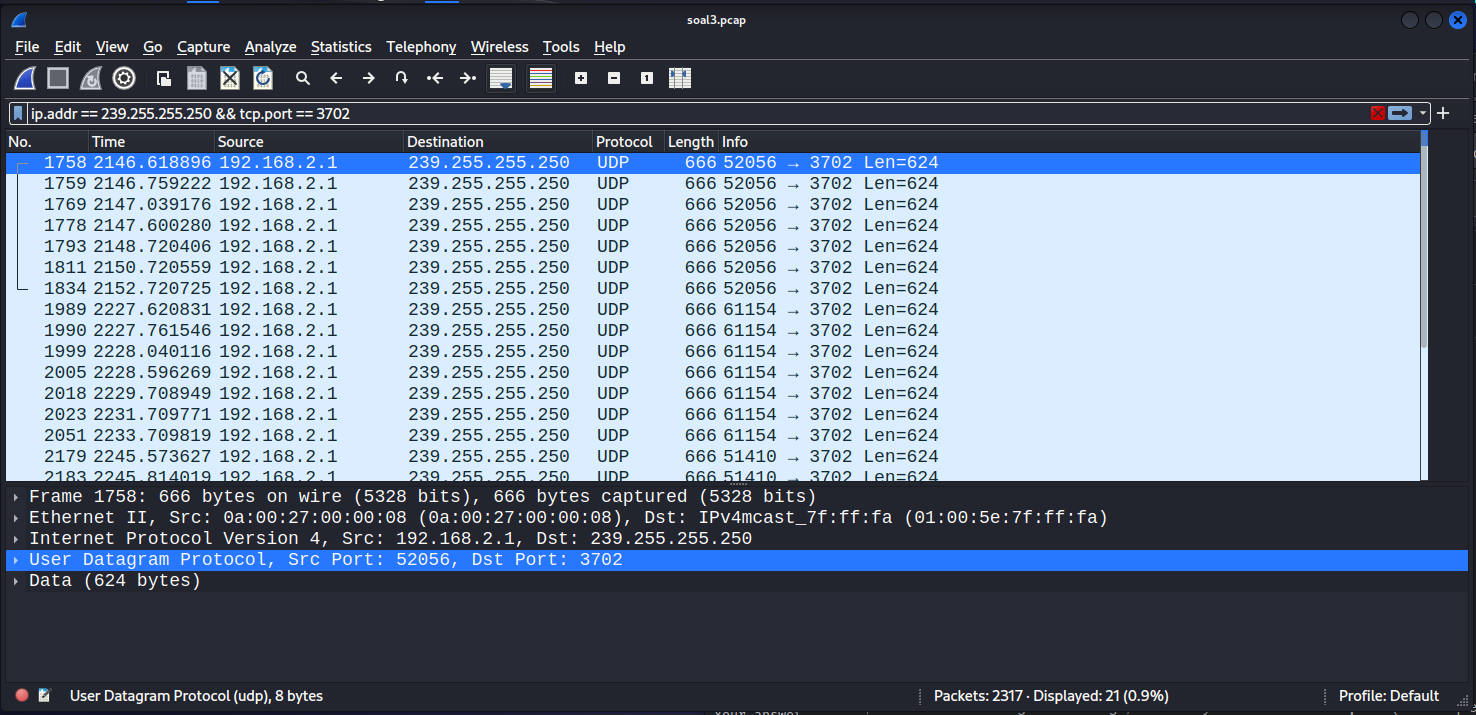 soal3.pcap
File Edit View Go Capture Analyze Statistics Telephony Wireless Tools Help
ip.addr == 239.255.255.250 && tcp.port == 3702
No. Time Source Destination Protocol Length Info
1758 2146.618896 192.168.2.1 239.255.255.250 UDP 666 52056 → 3702 Len=624
1759 2146.759222 192.168.2.1 239.255.255.250 UDP 666 52056 → 3702 Len=624
1769 2147.039176 192.168.2.1 239.255.255.250 UDP 666 52056 → 3702 Len=624
1778 2147.600280 192.168.2.1 239.255.255.250 UDP 666 52056 → 3702 Len=624
1793 2148.720406 192.168.2.1 239.255.255.250 UDP 666 52056 → 3702 Len=624
1811 2150.720559 192.168.2.1 239.255.255.250 UDP 666 52056 → 3702 Len=624
1834 2152.720725 192.168.2.1 239.255.255.250 UDP 666 52056 → 3702 Len=624
1989 2227.620831 192.168.2.1 239.255.255.250 UDP 666 61154 → 3702 Len=624
1990 2227.761546 192.168.2.1 239.255.255.250 UDP 666 61154 → 3702 Len=624
1999 2228.040116 192.168.2.1 239.255.255.250 UDP 666 61154 → 3702 Len=624
2005 2228.596269 192.168.2.1 239.255.255.250 UDP 666 61154 → 3702 Len=624
2018 2229.708949 192.168.2.1 239.255.255.250 UDP 666 61154 → 3702 Len=624
2023 2231.709771 192.168.2.1 239.255.255.250 UDP 666 61154 → 3702 Len=624
2051 2233.709819 192.168.2.1 239.255.255.250 UDP 666 61154 → 3702 Len=624
2179 2245.573627 192.168.2.1 239.255.255.250 UDP 666 51410 → 3702 Len=624
2183 2245.814019 192.168.2.1 239.255.255.250 UDP 666 51410 → 3702 Len=624
Frame 1758: 666 bytes on wire (5328 bits), 666 bytes captured (5328 bits)
Ethernet II, Src: 0a:00:27:00:00:08 (0a:00:27:00:00:08), Dst: IPv4mcast_7f:ff:fa (01:00:5e:7f:ff:fa)
Internet Protocol Version 4, Src: 192.168.2.1, Dst: 239.255.255.250
User Datagram Protocol, Src Port: 52056, Dst Port: 3702
Data (624 bytes)
User Datagram Protocol (udp), 8 bytes Packets: 2317 · Displayed: 21 (0.9%) Profile: Default